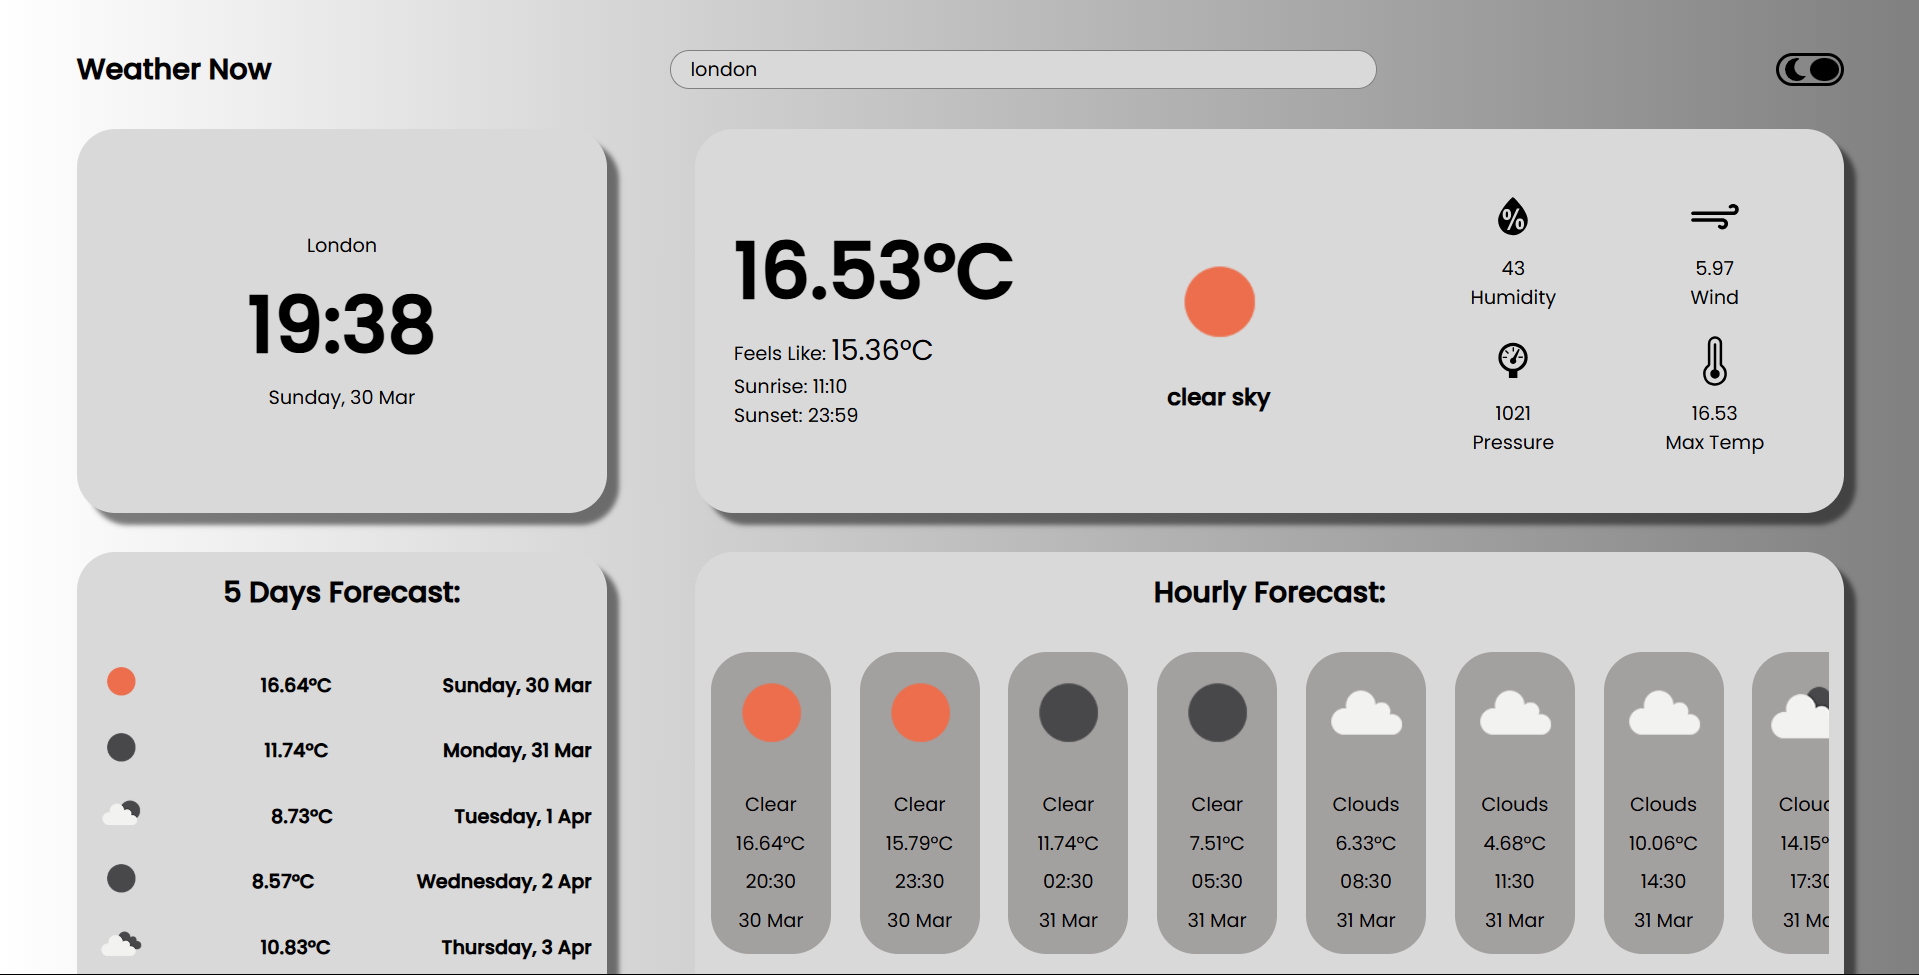 Weather Now
london
London
19:38
Sunday, 30 Mar
16.53°C
Feels Like: 15.36°C
Sunrise: 11:10
Sunset: 23:59
clear sky
%
43
Humidity
5.97
Wind
1021
Pressure
16.53
Max Temp
5 Days Forecast:
16.64°C Sunday, 30 Mar
11.74°C Monday, 31 Mar
8.73°C Tuesday, 1 Apr
8.57°C Wednesday, 2 Apr
10.83°C Thursday, 3 Apr
Hourly Forecast:
Clear
16.64°C
20:30
30 Mar
Clear
15.79°C
23:30
30 Mar
Clear
11.74°C
02:30
31 Mar
Clear
7.51°C
05:30
31 Mar
Clouds
6.33°C
08:30
31 Mar
Clouds
4.68°C
11:30
31 Mar
Clouds
10.06°C
14:30
31 Mar
14.15°
17:30
31